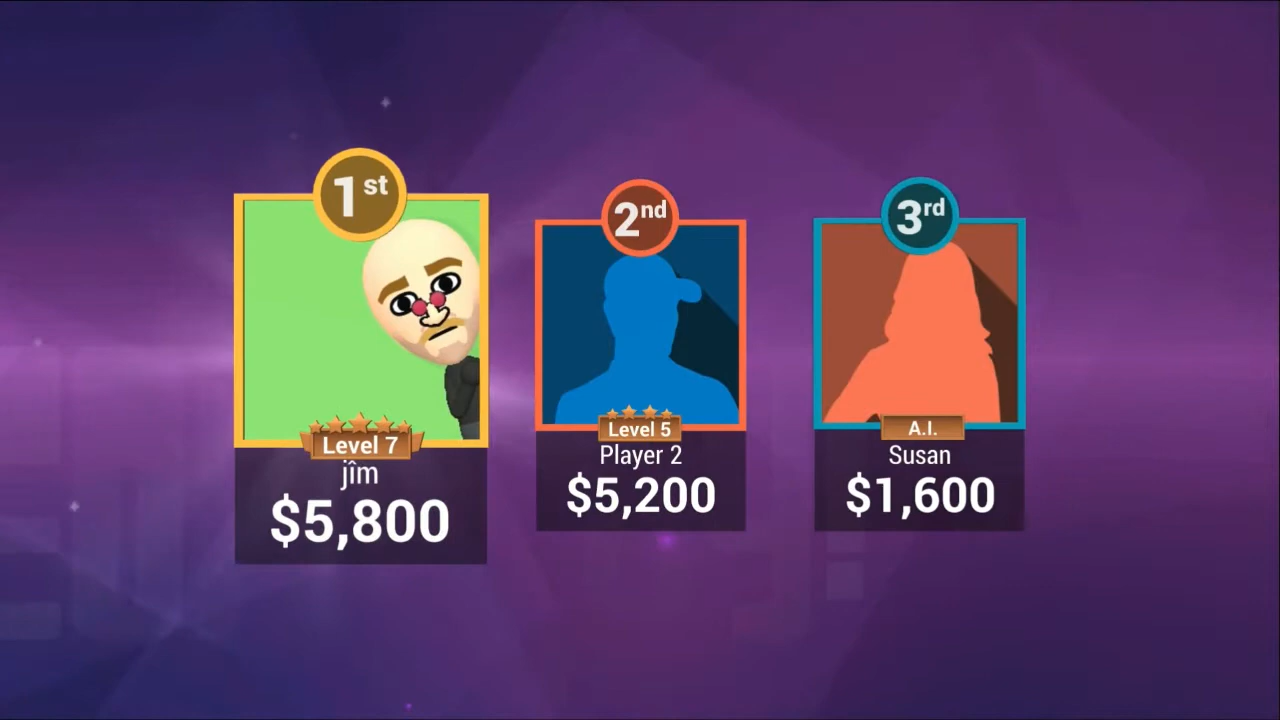 1st
Level 7
jîm
$5,800
2nd
Level 5
Player 2
$5,200
3rd
A.I.
Susan
$1,600